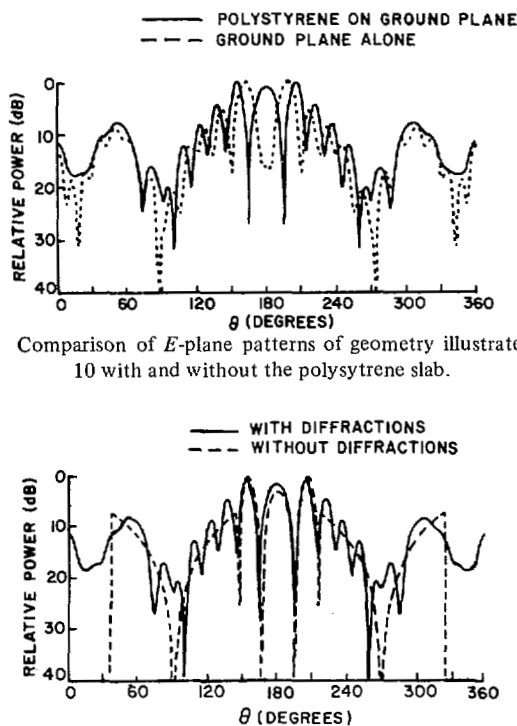 POLYSTYRENE ON GROUND PLANE
GROUND PLANE ALONE
0
10
20
30
40
RELATIVE POWER (dB)
0 60 120 180 240 300 360
θ (DEGREES)
Comparison of E-plane patterns of geometry illustrate
10 with and without the polysytrene slab.
WITH DIFFRACTIONS
WITHOUT DIFFRACTIONS
0
10
20
30
40
RELATIVE POWER (dB)
0 60 120 180 240 300 360
θ (DEGREES)